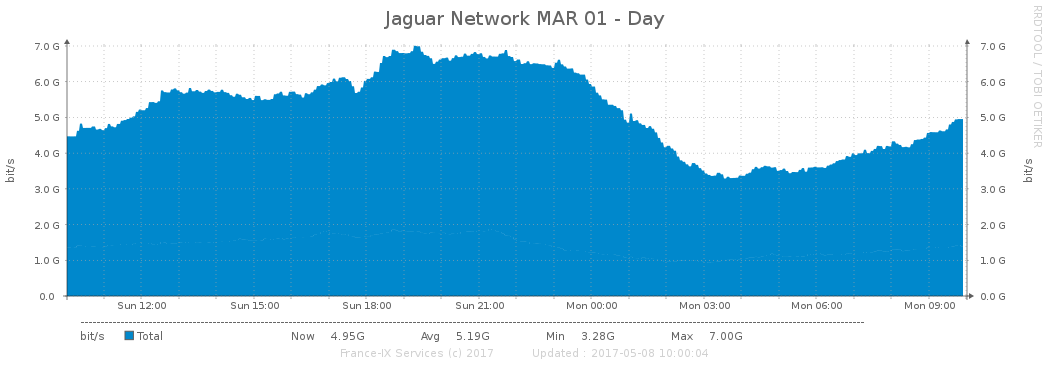 Jaguar Network MAR 01 - Day
RRDTOOL / TOBI OETIKER
bit/s
7.0 G 7.0 G
6.0 G 6.0 G
5.0 G 5.0 G
4.0 G 4.0 G
3.0 G 3.0 G
2.0 G 2.0 G
1.0 G 1.0 G
0.0 0.0 G
bit/s
Sun 12:00 Sun 15:00 Sun 18:00 Sun 21:00 Mon 00:00 Mon 03:00 Mon 06:00 Mon 09:00
bit/s Total Now 4.95G Avg 5.19G Min 3.28G Max 7.00G
France-IX Services (c) 2017 Updated : 2017-05-08 10:00:04